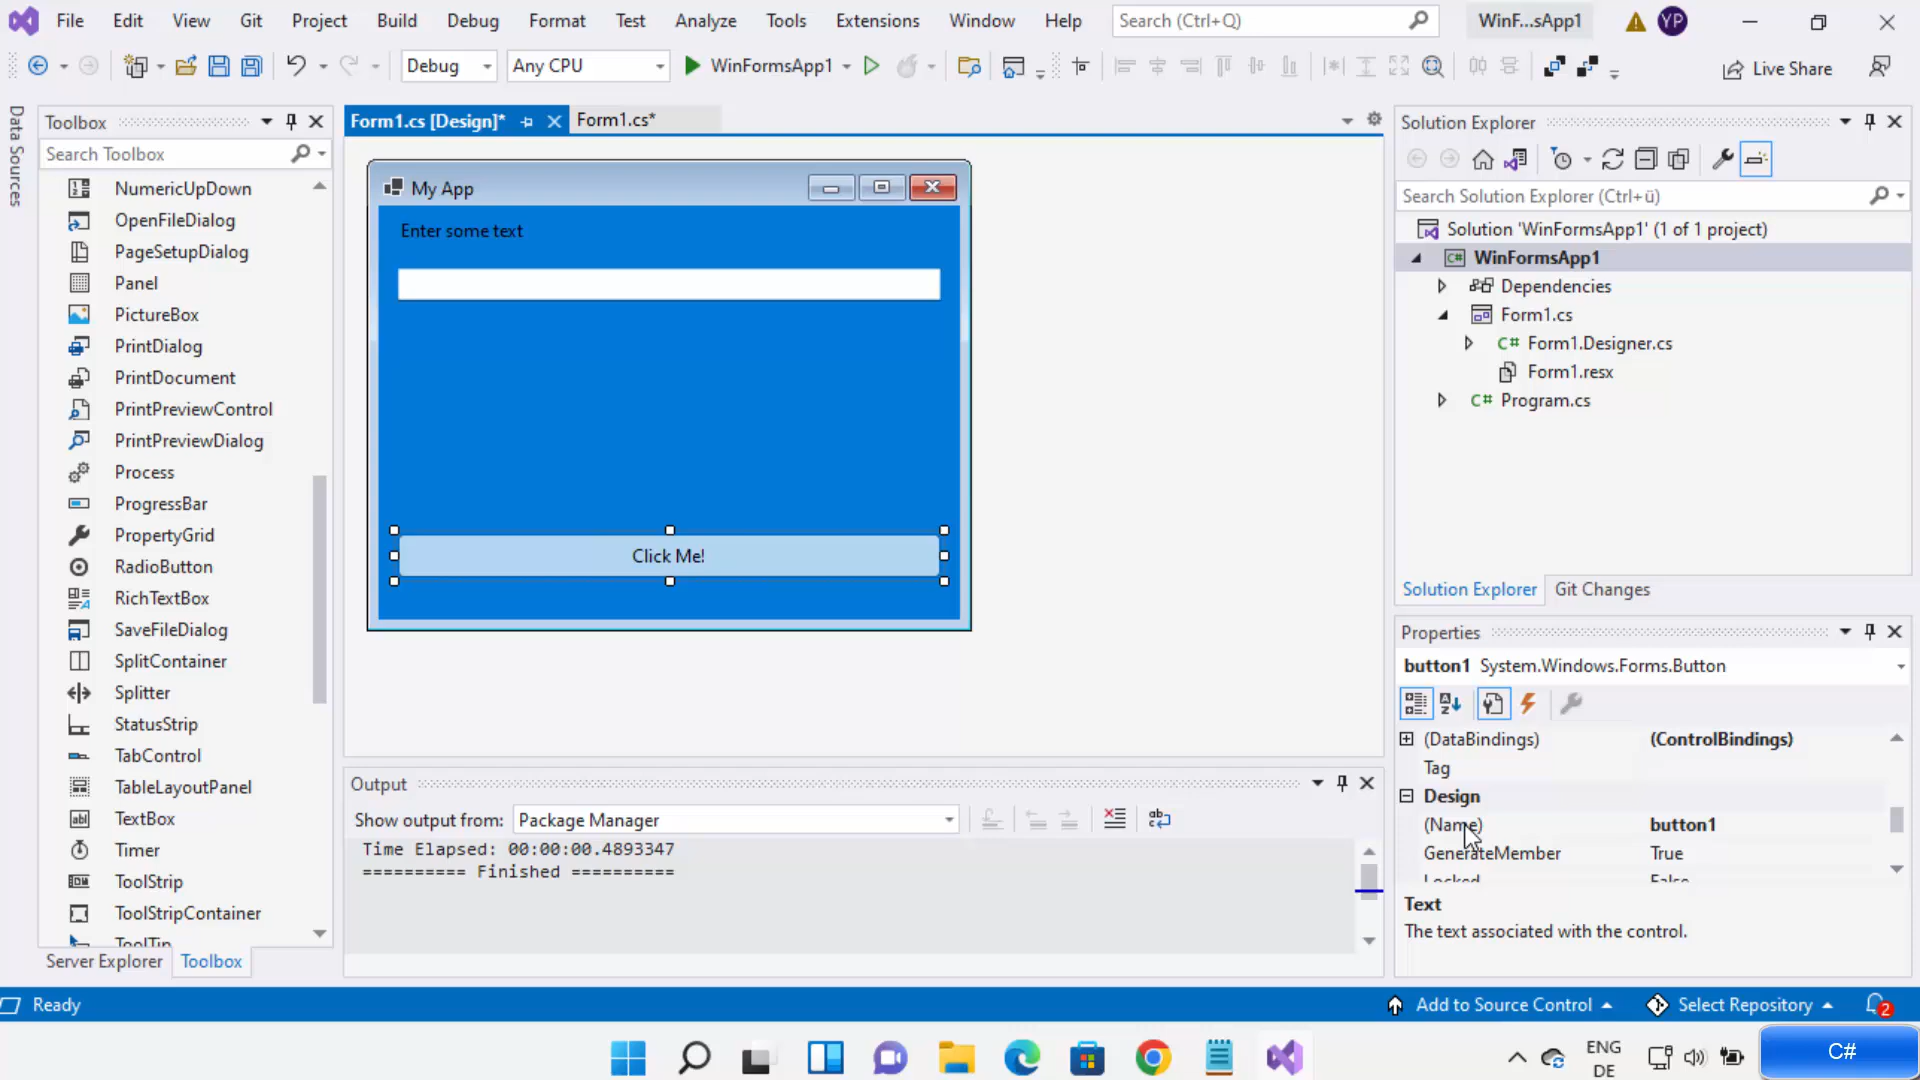 File Edit View Git Project Build Debug Format Test Analyze Tools Extensions Window Help Search (Ctrl+Q) WinF...sApp1 YP
Debug Any CPU WinFormsApp1 Live Share
Data Sources
Toolbox
Search Toolbox
NumericUpDown
OpenFileDialog
PageSetupDialog
Panel
PictureBox
PrintDialog
PrintDocument
PrintPreviewControl
PrintPreviewDialog
Process
ProgressBar
PropertyGrid
RadioButton
RichTextBox
SaveFileDialog
SplitContainer
Splitter
StatusStrip
TabControl
TableLayoutPanel
TextBox
Timer
ToolStrip
ToolStripContainer
ToolTip
Server Explorer Toolbox
Form1.cs [Design]* Form1.cs*
My App
Enter some text
Click Me!
Output
Show output from: Package Manager
Time Elapsed: 00:00:00.4893347
========== Finished ==========
Solution Explorer
Search Solution Explorer (Ctrl+ü)
Solution 'WinFormsApp1' (1 of 1 project)
C# WinFormsApp1
Dependencies
Form1.cs
C# Form1.Designer.cs
Form1.resx
C# Program.cs
Solution Explorer Git Changes
Properties
button1 System.Windows.Forms.Button
(DataBindings) (ControlBindings)
Tag
Design
(Name) button1
GenerateMember True
Locked False
Text
The text associated with the control.
Ready Add to Source Control Select Repository 2
ENG
DE
C#